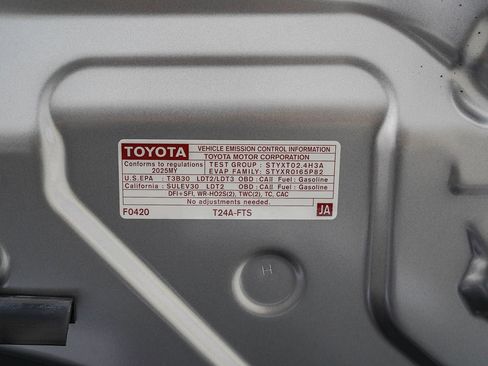 TOYOTA
VEHICLE EMISSION CONTROL INFORMATION
TOYOTA MOTOR CORPORATION
Conforms to regulations
2025MY
TEST GROUP : STYXT02.4H3A
EVAP FAMILY: STYXR0165P82
U.S.EPA : T3B30 LDT2/LDT3 OBD : CAll Fuel : Gasoline
California : SULEV30 LDT2 OBD : CAll Fuel : Gasoline
DFI+SFI, WR-HO2S(2), TWC(2), TC, CAC
No adjustments needed.
F0420 T24A-FTS JA
H